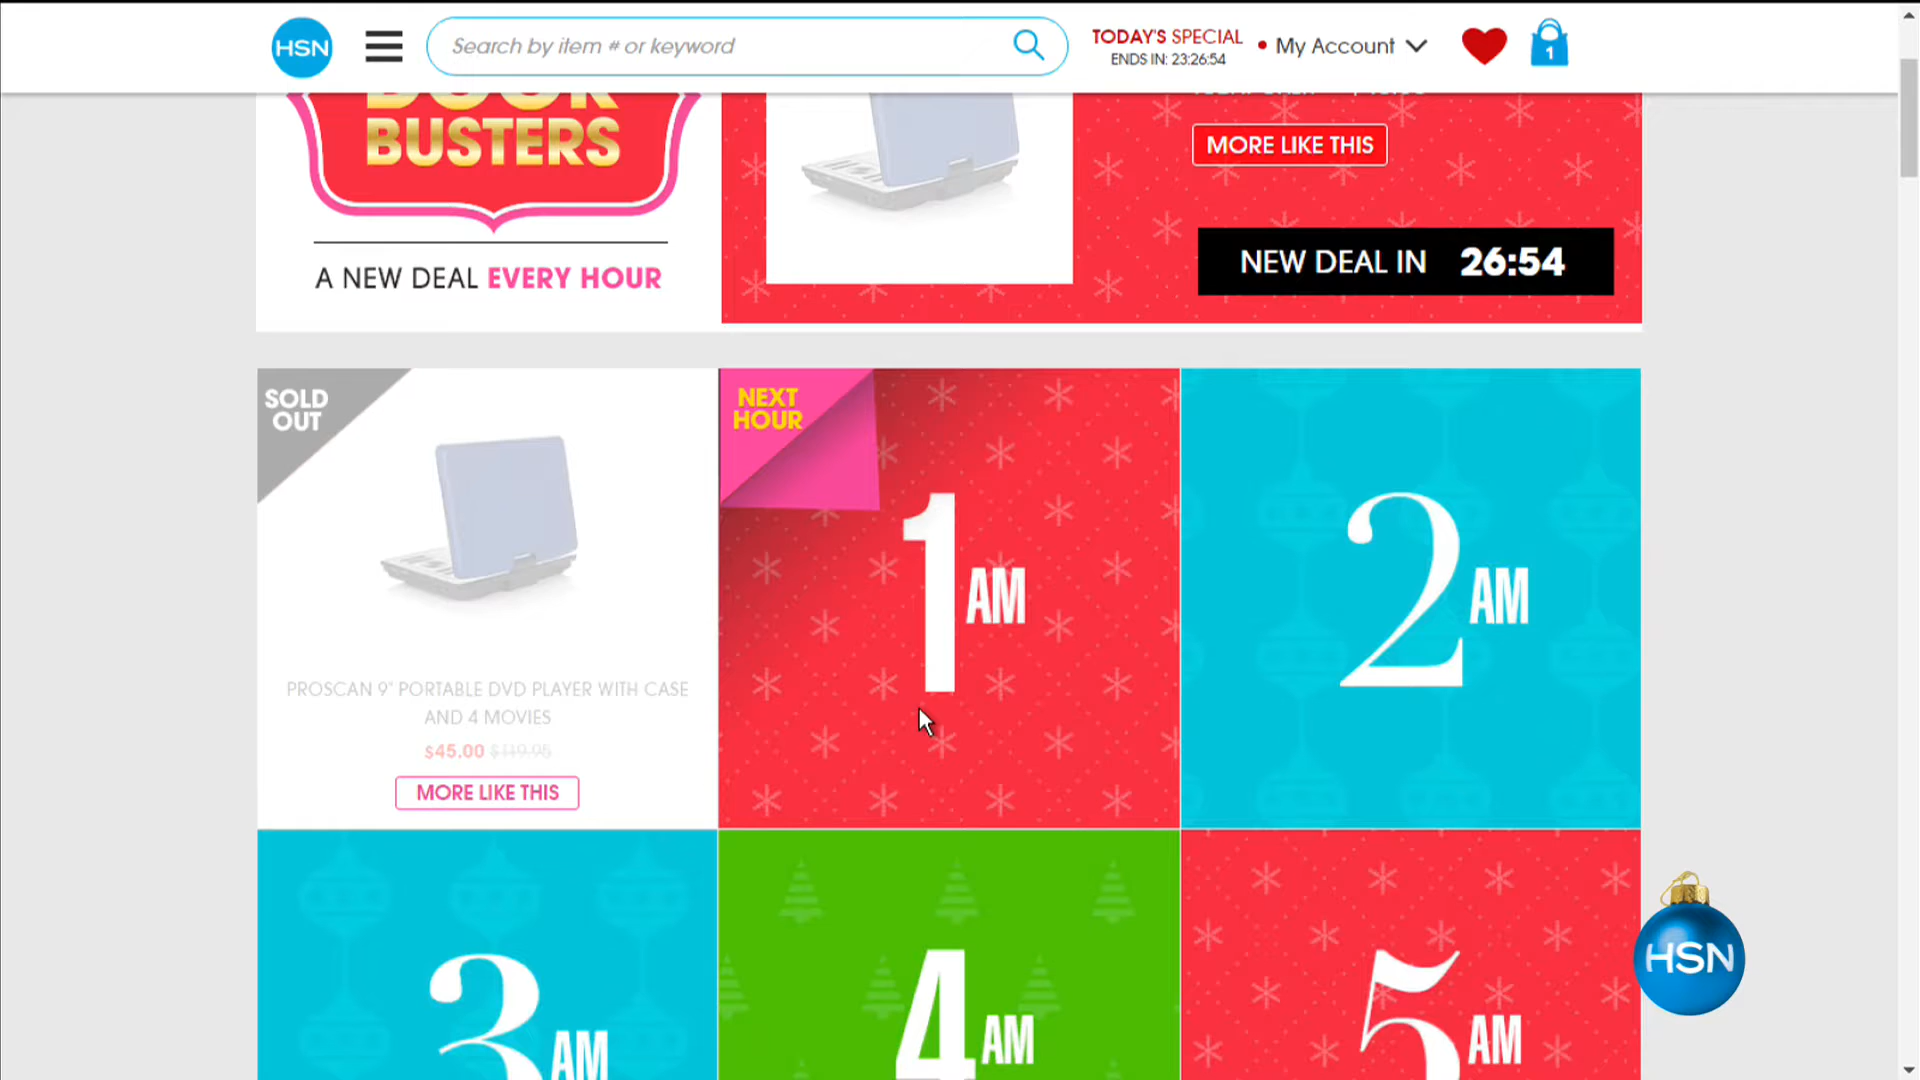 HSN
Search by item # or keyword
TODAY'S SPECIAL
ENDS IN: 23:26:54
My Account
1
BUSTERS
A NEW DEAL EVERY HOUR
MORE LIKE THIS
NEW DEAL IN 26:54
SOLD
OUT
PROSCAN 9" PORTABLE DVD PLAYER WITH CASE
AND 4 MOVIES
$45.00 $119.95
MORE LIKE THIS
NEXT
HOUR
1 AM
2 AM
3 AM
4 AM
5 AM
HSN